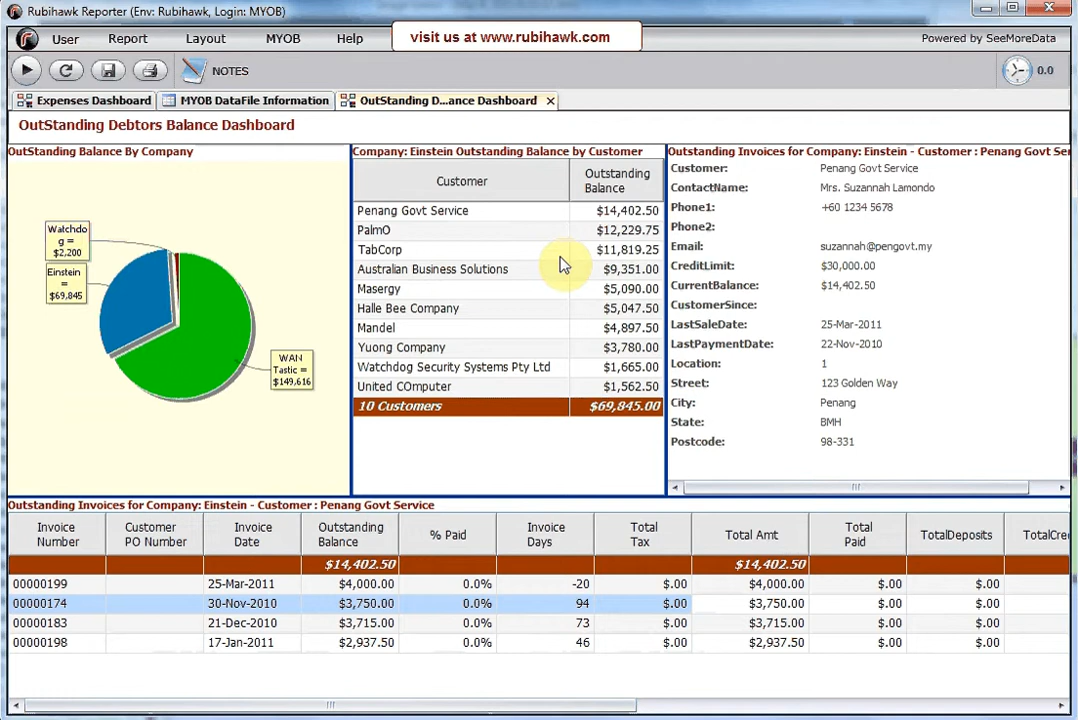 Rubihawk Reporter (Env: Rubihawk, Login: MYOB)
User Report Layout MYOB Help
visit us at www.rubihawk.com
Powered by SeeMoreData
NOTES
0.0
Expenses Dashboard
MYOB DataFile Information
OutStanding D...ance Dashboard
OutStanding Debtors Balance Dashboard
OutStanding Balance By Company
Watchdo
g =
$2,200
Einstein
=
$69,845
WAN
Tastic =
$149,616
Company: Einstein Outstanding Balance by Customer
Customer Outstanding Balance
Penang Govt Service $14,402.50
PalmO $12,229.75
TabCorp $11,819.25
Australian Business Solutions $9,351.00
Masergy $5,090.00
Halle Bee Company $5,047.50
Mandel $4,897.50
Yuong Company $3,780.00
Watchdog Security Systems Pty Ltd $1,665.00
United COmputer $1,562.50
10 Customers $69,845.00
Outstanding Invoices for Company: Einstein - Customer : Penang Govt Ser
Customer: Penang Govt Service
ContactName: Mrs. Suzannah Lamondo
Phone1: +60 1234 5678
Phone2:
Email: suzannah@pengovt.my
CreditLimit: $30,000.00
CurrentBalance: $14,402.50
CustomerSince:
LastSaleDate: 25-Mar-2011
LastPaymentDate: 22-Nov-2010
Location: 1
Street: 123 Golden Way
City: Penang
State: BMH
Postcode: 98-331
Outstanding Invoices for Company: Einstein - Customer : Penang Govt Service
Invoice Number Customer PO Number Invoice Date Outstanding Balance % Paid Invoice Days Total Tax Total Amt Total Paid TotalDeposits TotalCre
$14,402.50 $14,402.50
00000199 25-Mar-2011 $4,000.00 0.0% -20 $.00 $4,000.00 $.00 $.00
00000174 30-Nov-2010 $3,750.00 0.0% 94 $.00 $3,750.00 $.00 $.00
00000183 21-Dec-2010 $3,715.00 0.0% 73 $.00 $3,715.00 $.00 $.00
00000198 17-Jan-2011 $2,937.50 0.0% 46 $.00 $2,937.50 $.00 $.00